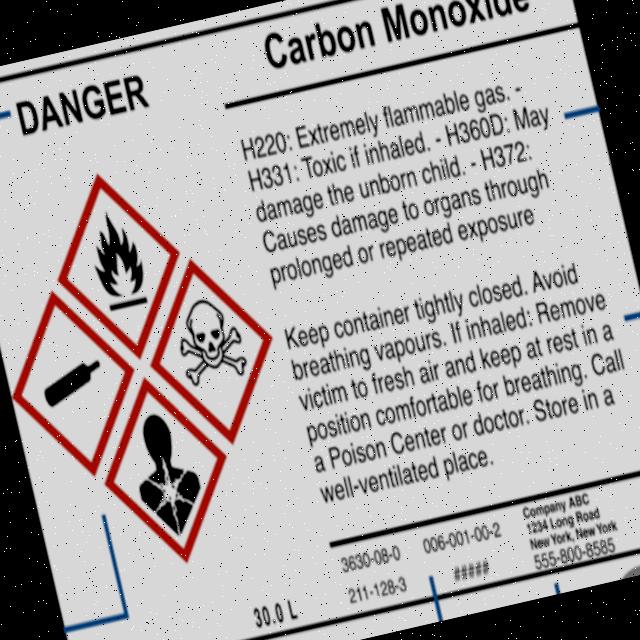 Carbon Monoxide
DANGER
H220: Extremely flammable gas. -
H331: Toxic if inhaled. - H360D: May
damage the unborn child. - H372:
Causes damage to organs through
prolonged or repeated exposure
Keep container tightly closed. Avoid
breathing vapours. If inhaled: Remove
victim to fresh air and keep at rest in a
position comfortable for breathing. Call
a Poison Center or doctor. Store in a
well-ventilated place.
3630-08-0 006-001-00-2
211-128-3 #####
Company ABC
1234 Long Road
New York, New York
555-800-8585
30.0 L